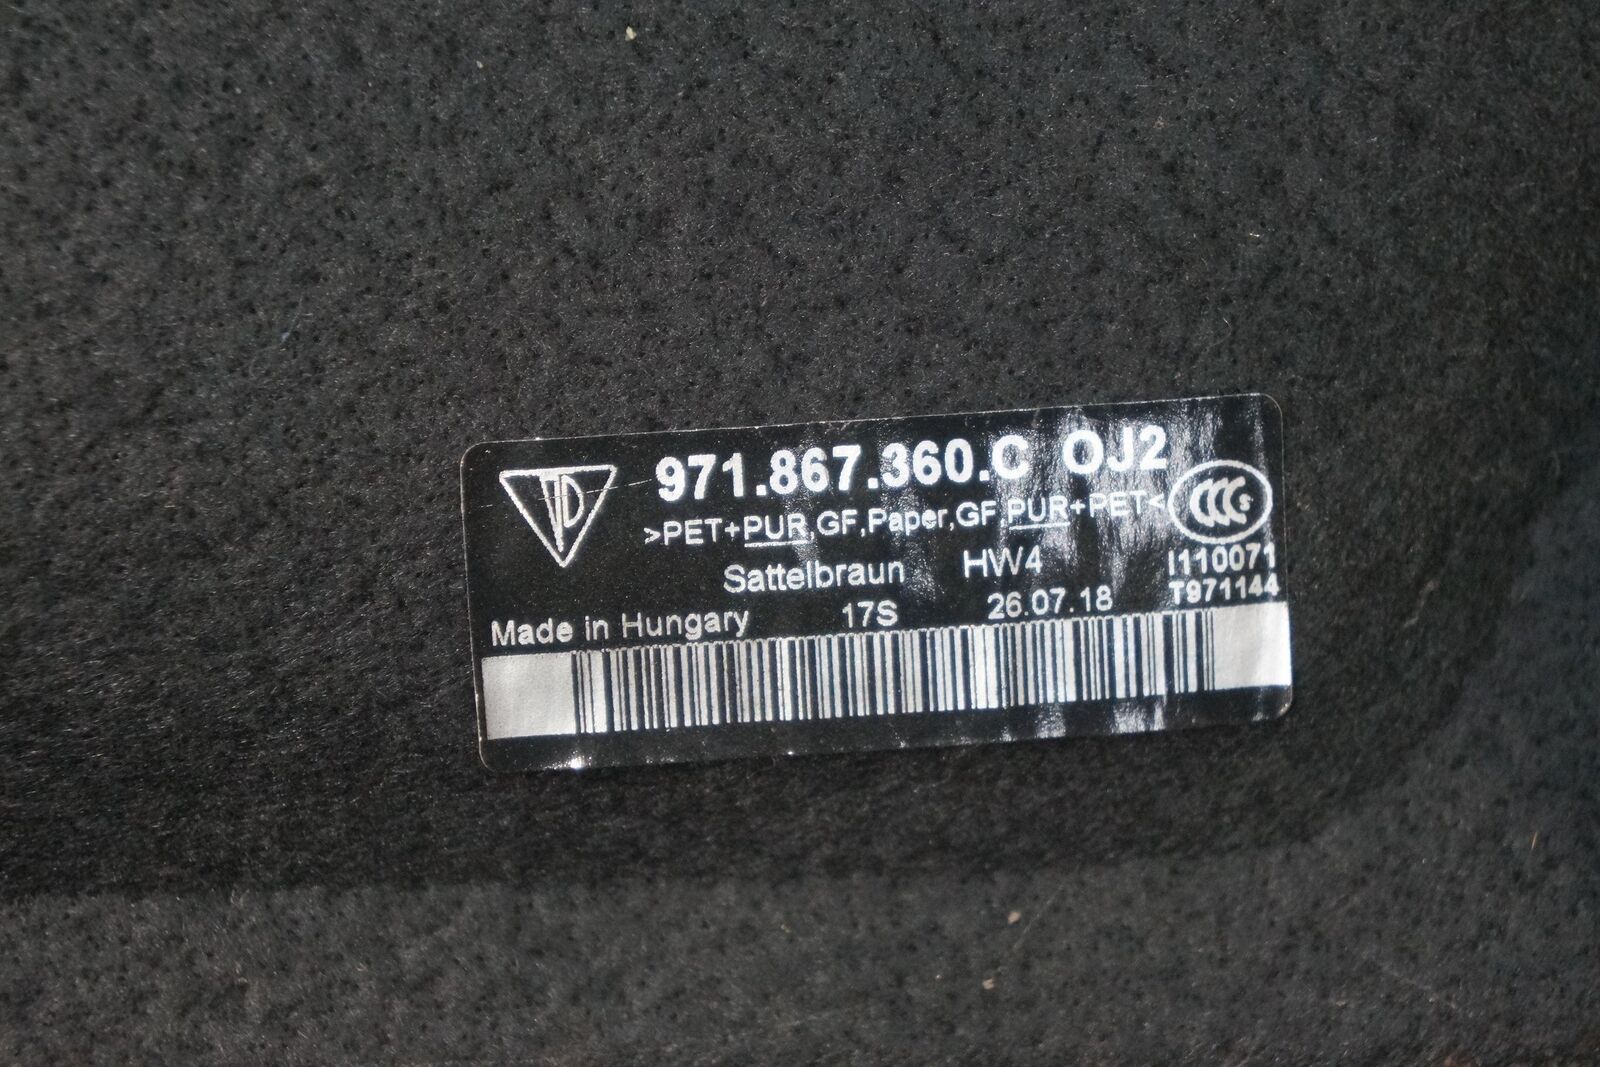 971.867.360.C OJ2
>PET+PUR,GF,Paper,GF,PUR+PET<
CCC S
Sattelbraun HW4 I110071
T971144
Made in Hungary 17S 26.07.18